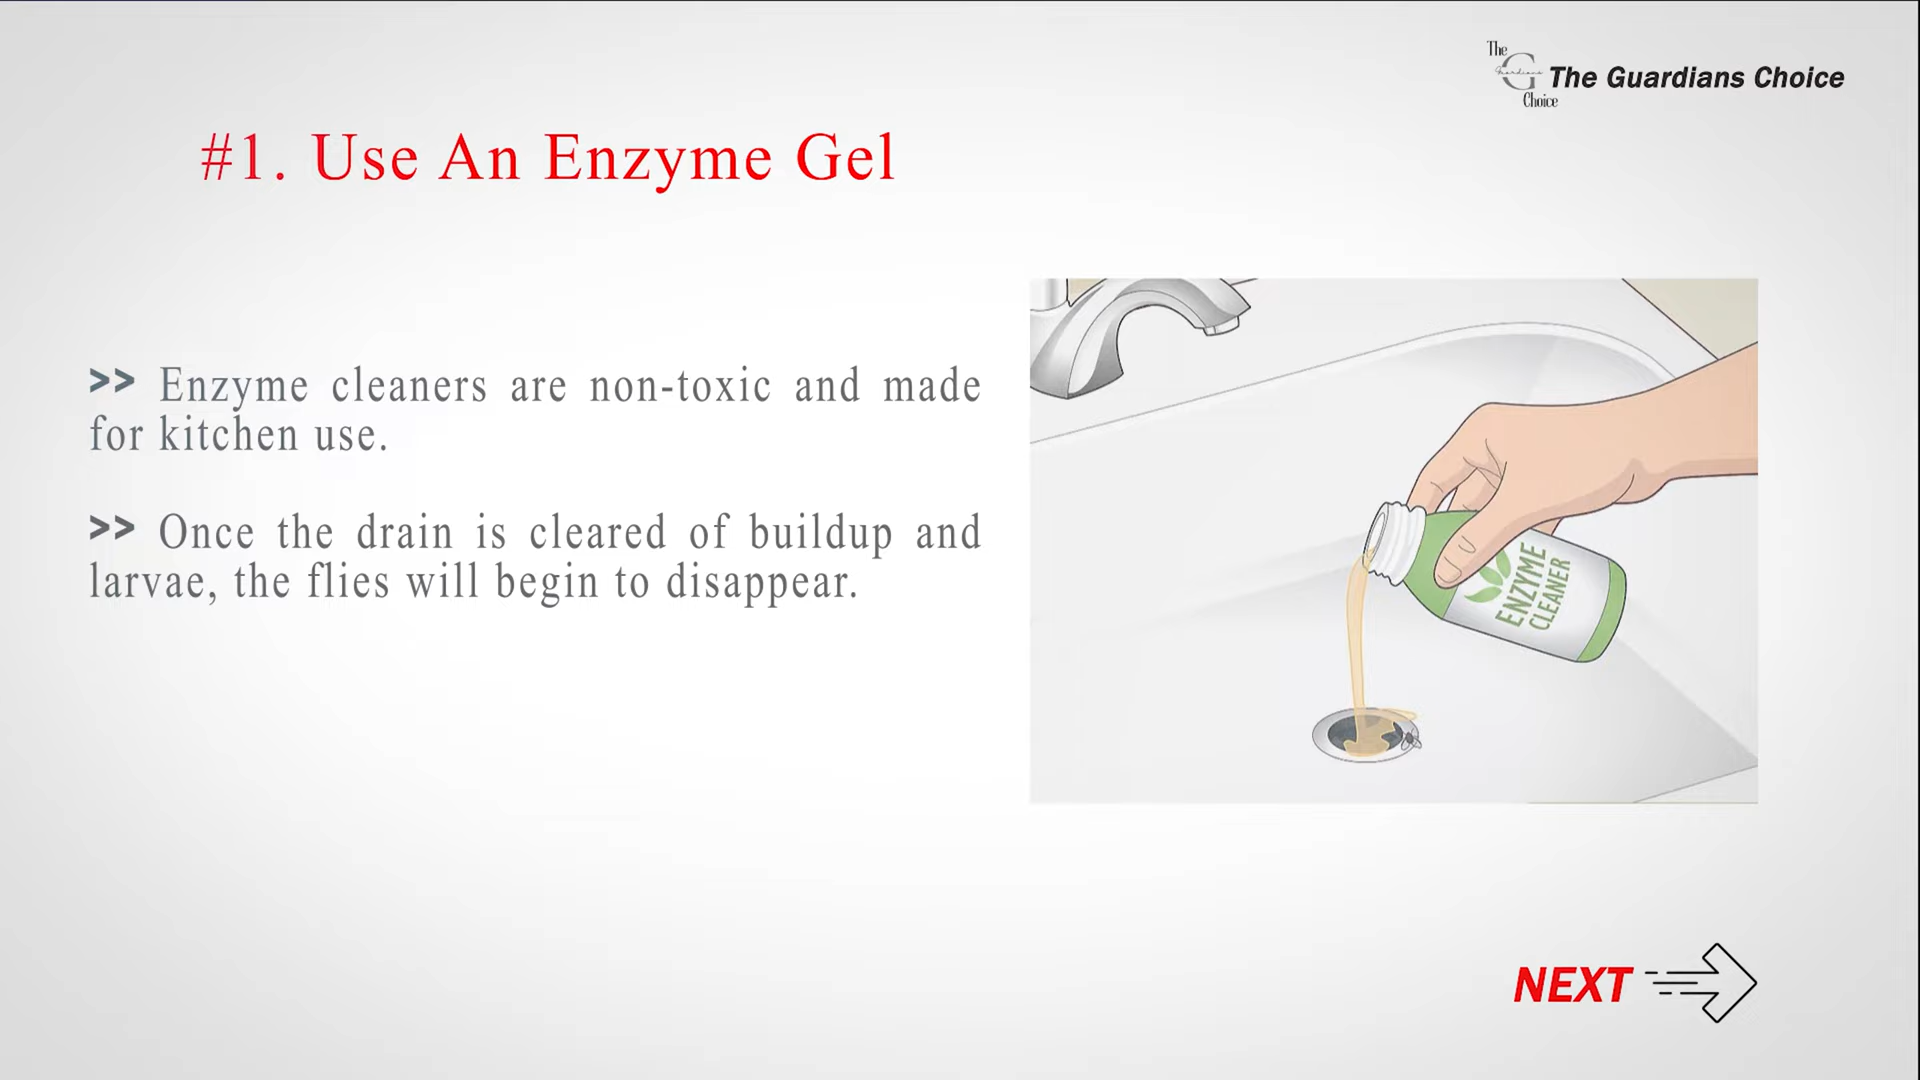 The
Guardians
G
Choice
The Guardians Choice
#1. Use An Enzyme Gel
>> Enzyme cleaners are non-toxic and made
for kitchen use.
>> Once the drain is cleared of buildup and
larvae, the flies will begin to disappear.
ENZYME
CLEANER
NEXT